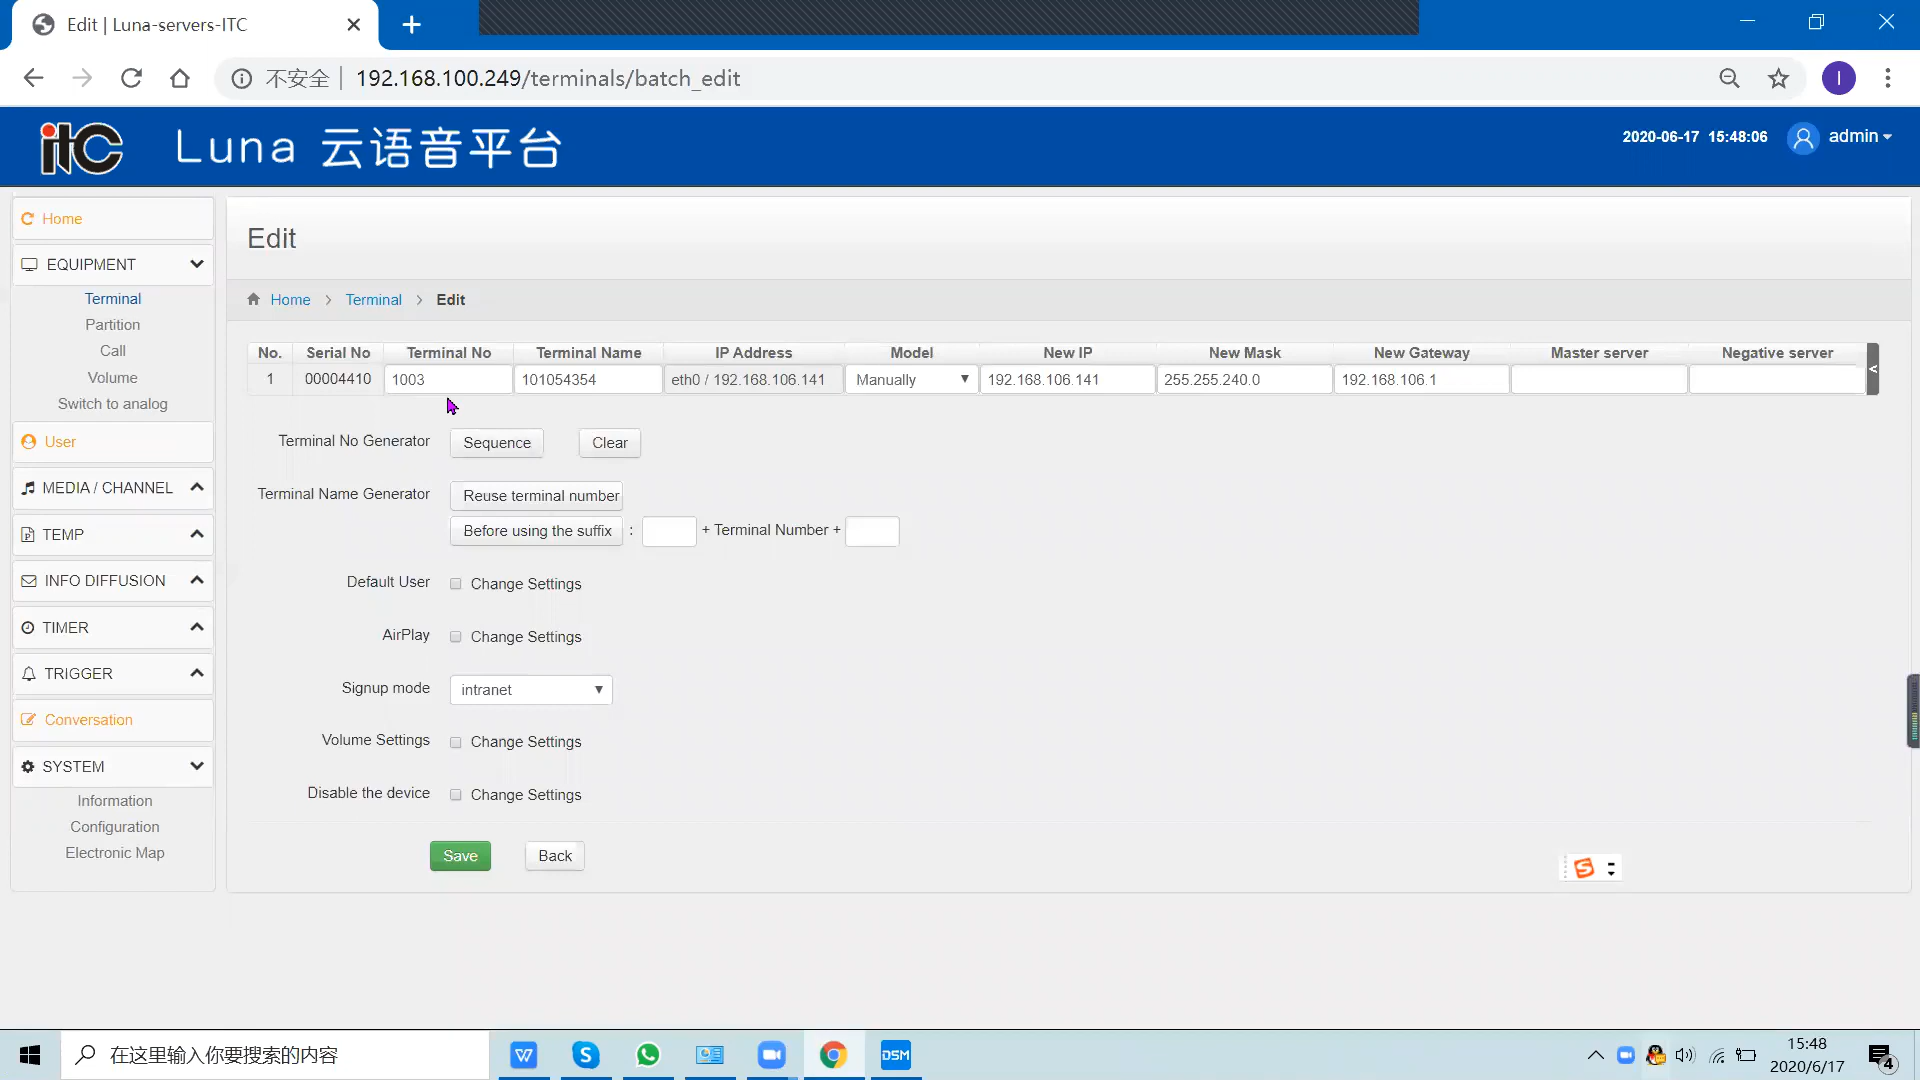 Edit | Luna-servers-ITC
不安全 192.168.100.249/terminals/batch_edit
I
itC Luna 云语音平台
2020-06-17 15:48:06 admin
Home
EQUIPMENT
Terminal
Partition
Call
Volume
Switch to analog
User
MEDIA / CHANNEL
TEMP
INFO DIFFUSION
TIMER
TRIGGER
Conversation
SYSTEM
Information
Configuration
Electronic Map
Edit
Home > Terminal > Edit
No. Serial No Terminal No Terminal Name IP Address Model New IP New Mask New Gateway Master server Negative server
1 00004410 1003 101054354 eth0 / 192.168.106.141 Manually 192.168.106.141 255.255.240.0 192.168.106.1 <
Terminal No Generator Sequence Clear
Terminal Name Generator Reuse terminal number
Before using the suffix : + Terminal Number +
Default User Change Settings
AirPlay Change Settings
Signup mode intranet
Volume Settings Change Settings
Disable the device Change Settings
Save Back
S
在这里输入你要搜索的内容
W S DSM
15:48
2020/6/17
4